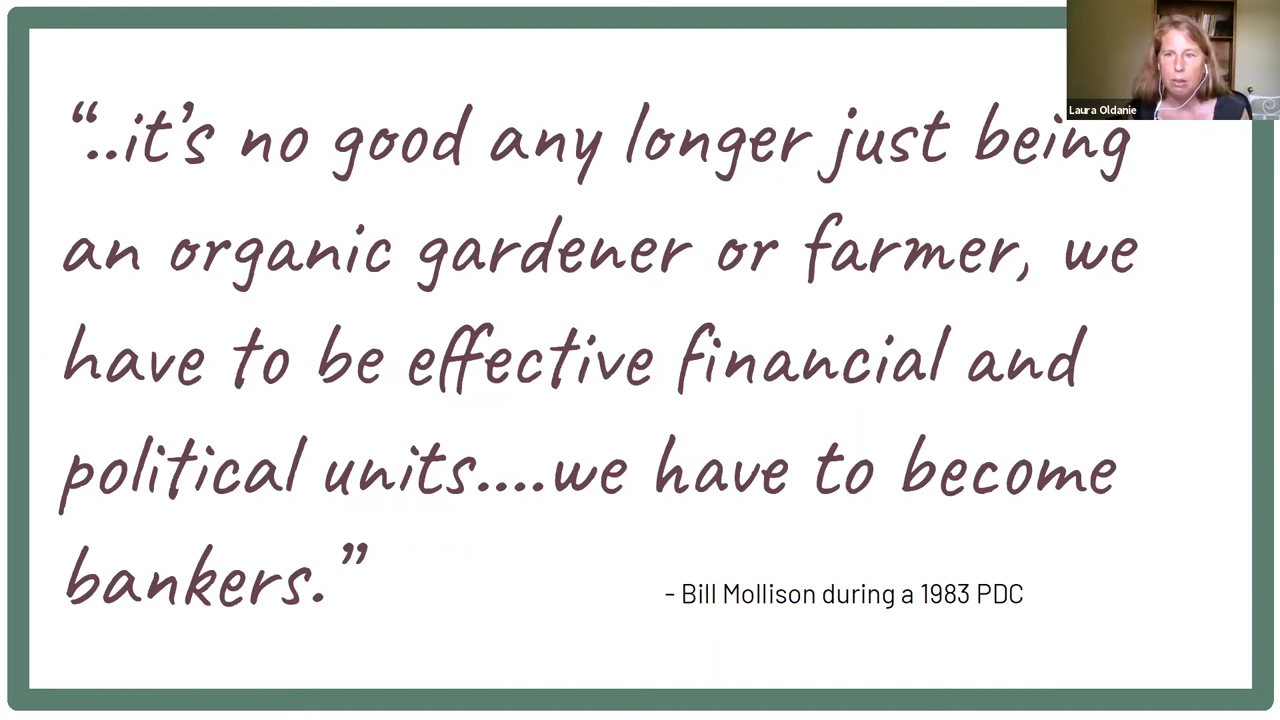 “..it’s no good any longer just being
an organic gardener or farmer, we
have to be effective financial and
political units....we have to become
bankers.”
- Bill Mollison during a 1983 PDC
Laura Oldanie